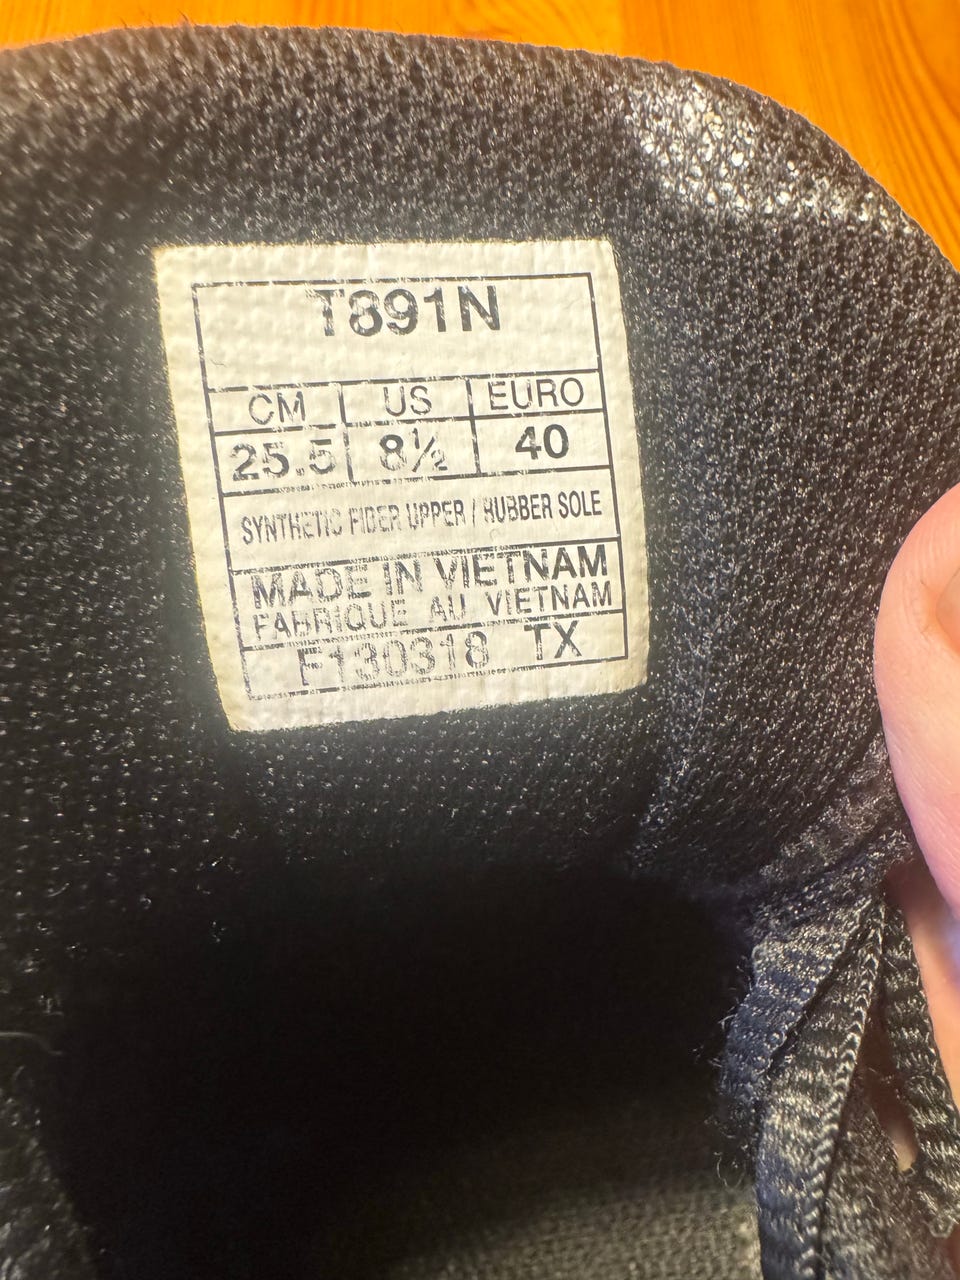 T891N
CM US EURO
25.5 8½ 40
SYNTHETIC FIBER UPPER / RUBBER SOLE
MADE IN VIETNAM
FABRIQUE AU VIETNAM
F130318 TX